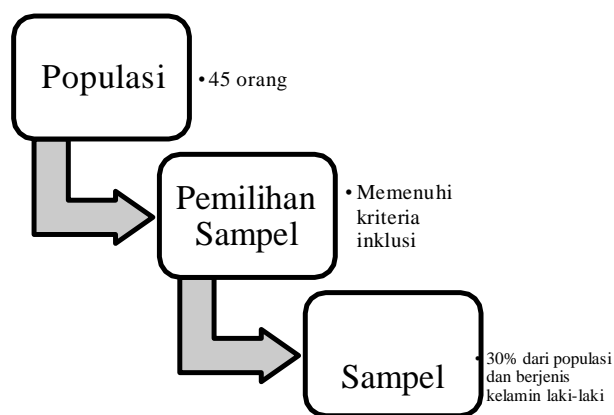 Populasi
• 45 orang
Pemilihan
Sampel
• Memenuhi
kriteria
inklusi
Sampel
• 30% dari populasi
dan berjenis
kelamin laki-laki